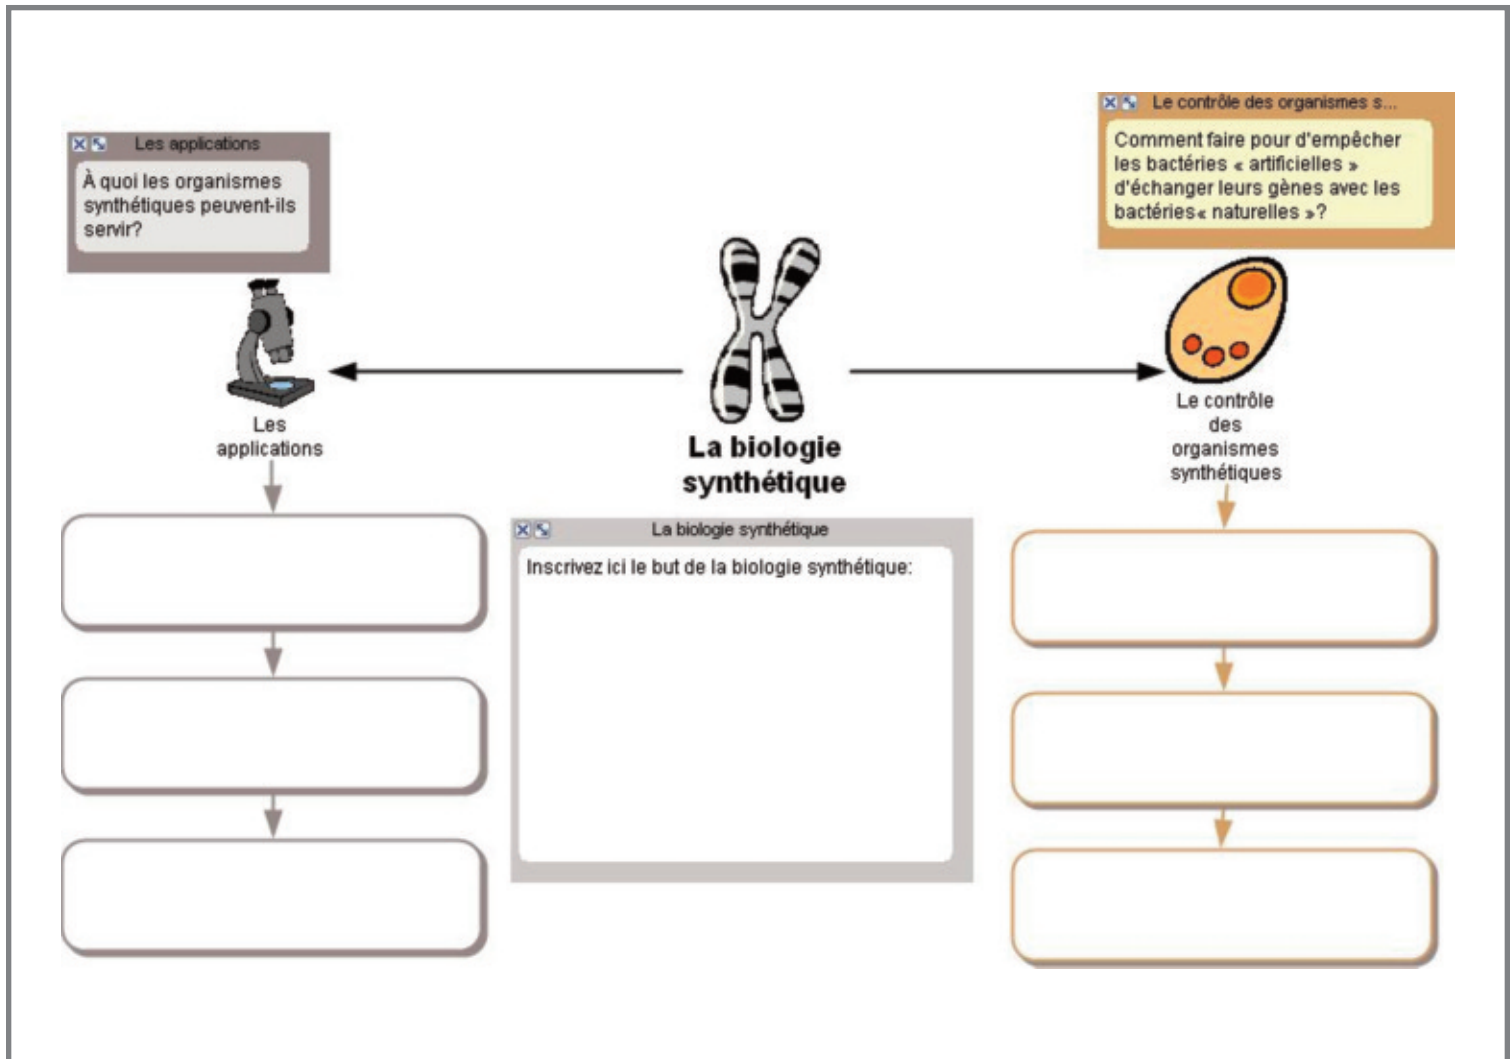 Les applications
À quoi les organismes
synthétiques peuvent-ils
servir?
Le contrôle des organismes s...
Comment faire pour d'empêcher
les bactéries « artificielles »
d'échanger leurs gènes avec les
bactéries« naturelles »?
Les
applications
La biologie
synthétique
Le contrôle
des
organismes
synthétiques
La biologie synthétique
Inscrivez ici le but de la biologie synthétique: